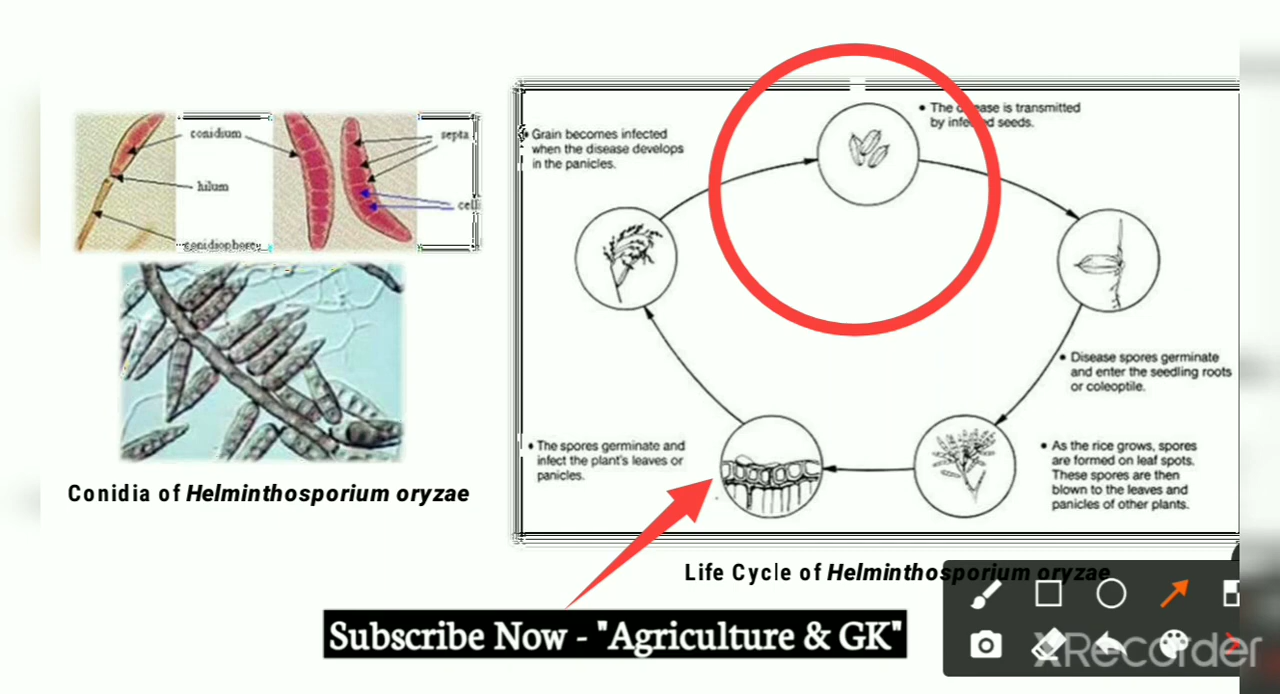 conidium
hilum
conidiophore
septa
cell
Conidia of Helminthosporium oryzae
Grain becomes infected
when the disease develops
in the panicles.
• The disease is transmitted
by infected seeds.
• Disease spores germinate
and enter the seedling roots
or coleoptile.
• The spores germinate and
infect the plant's leaves or
panicles.
• As the rice grows, spores
are formed on leaf spots.
These spores are then
blown to the leaves and
panicles of other plants.
Life Cycle of Helminthosporium oryzae
Subscribe Now - "Agriculture & GK"
XRecorder